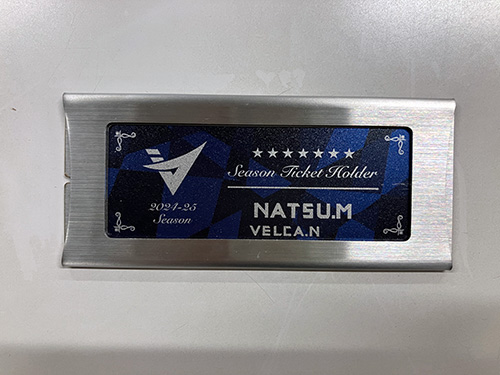 ★★★★★★★
Season Ticket Holder
2024-25
Season
NATSU.M
VELCA.N